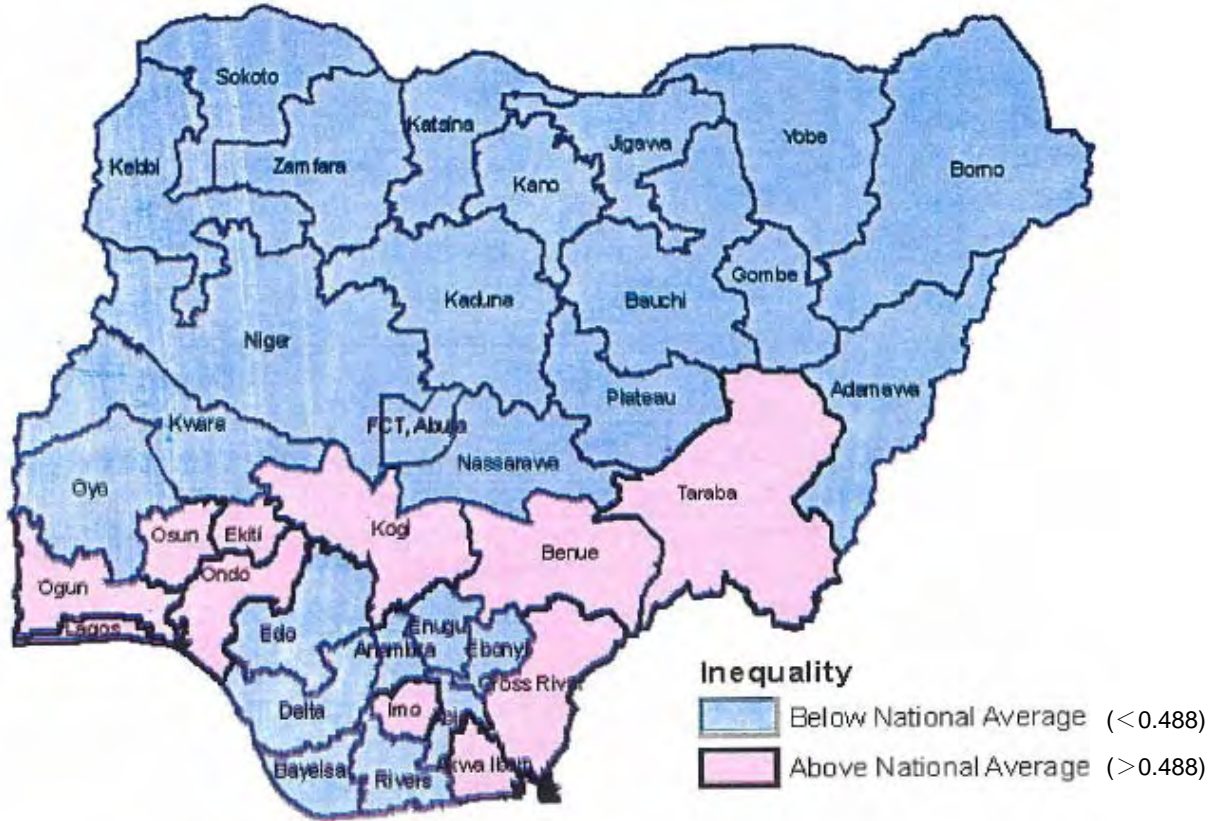 Sokoto
Katsina
Yobe
Jigawa
Borno
Kebbi
Zamfara
Kano
Gombe
Kaduna
Bauchi
Niger
Adamawa
Plateau
Kwara
FCT, Abuja
Nassarawa
Oyo
Taraba
Kogi
Osun
Ekiti
Benue
Ondo
Ogun
Lagos
Edo
Enugu
Anambra
Ebonyi
Cross River
Delta
Imo
Akwa Ibom
Bayelsa
Rivers
Inequality
Below National Average (<0.488)
Above National Average (>0.488)